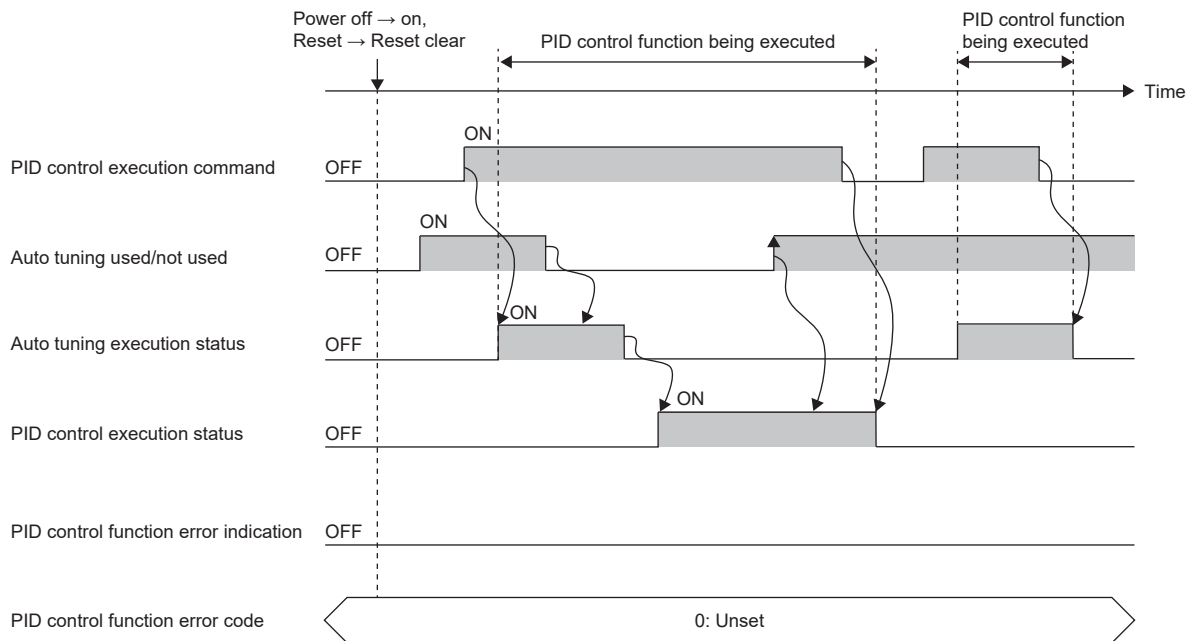 Power off → on,
Reset → Reset clear
PID control function being executed
PID control function
being executed
Time
ON
PID control execution command
OFF
ON
Auto tuning used/not used
OFF
ON
Auto tuning execution status
OFF
ON
PID control execution status
OFF
PID control function error indication
OFF
PID control function error code
0: Unset